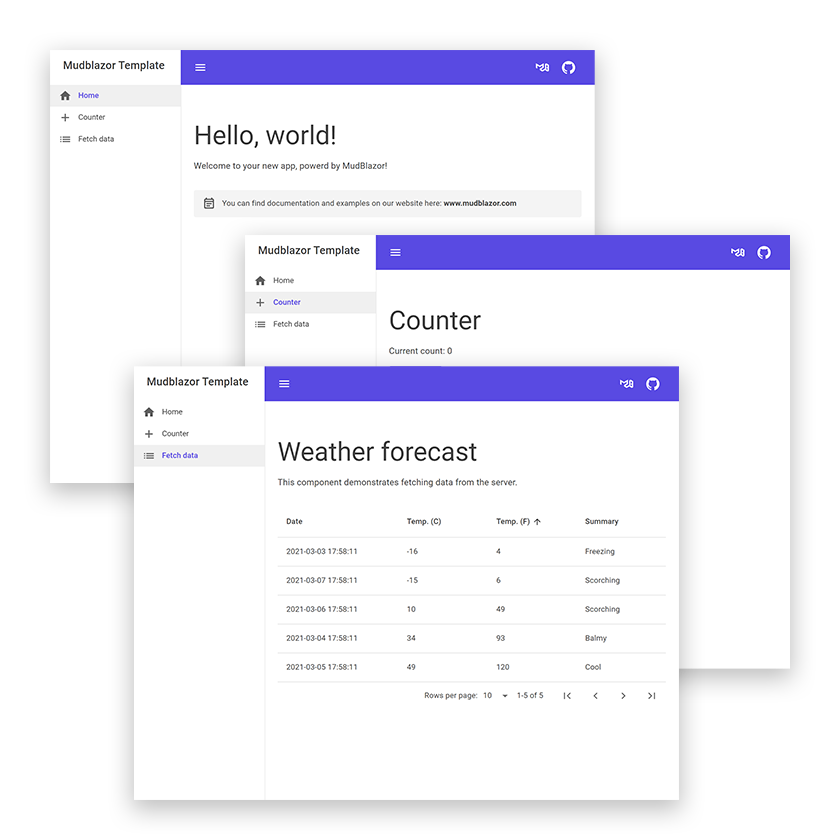 Mudblazor Template
Home
Counter
Fetch data
Hello, world!
Welcome to your new app, powerd by MudBlazor!
You can find documentation and examples on our website here: www.mudblazor.com
Mudblazor Template
Home
Counter
Fetch data
Counter
Current count: 0
Mudblazor Template
Home
Counter
Fetch data
Weather forecast
This component demonstrates fetching data from the server.
Date Temp. (C) Temp. (F) Summary
2021-03-03 17:58:11 -16 4 Freezing
2021-03-07 17:58:11 -15 6 Scorching
2021-03-06 17:58:11 10 49 Scorching
2021-03-04 17:58:11 34 93 Balmy
2021-03-05 17:58:11 49 120 Cool
Rows per page: 10 1-5 of 5